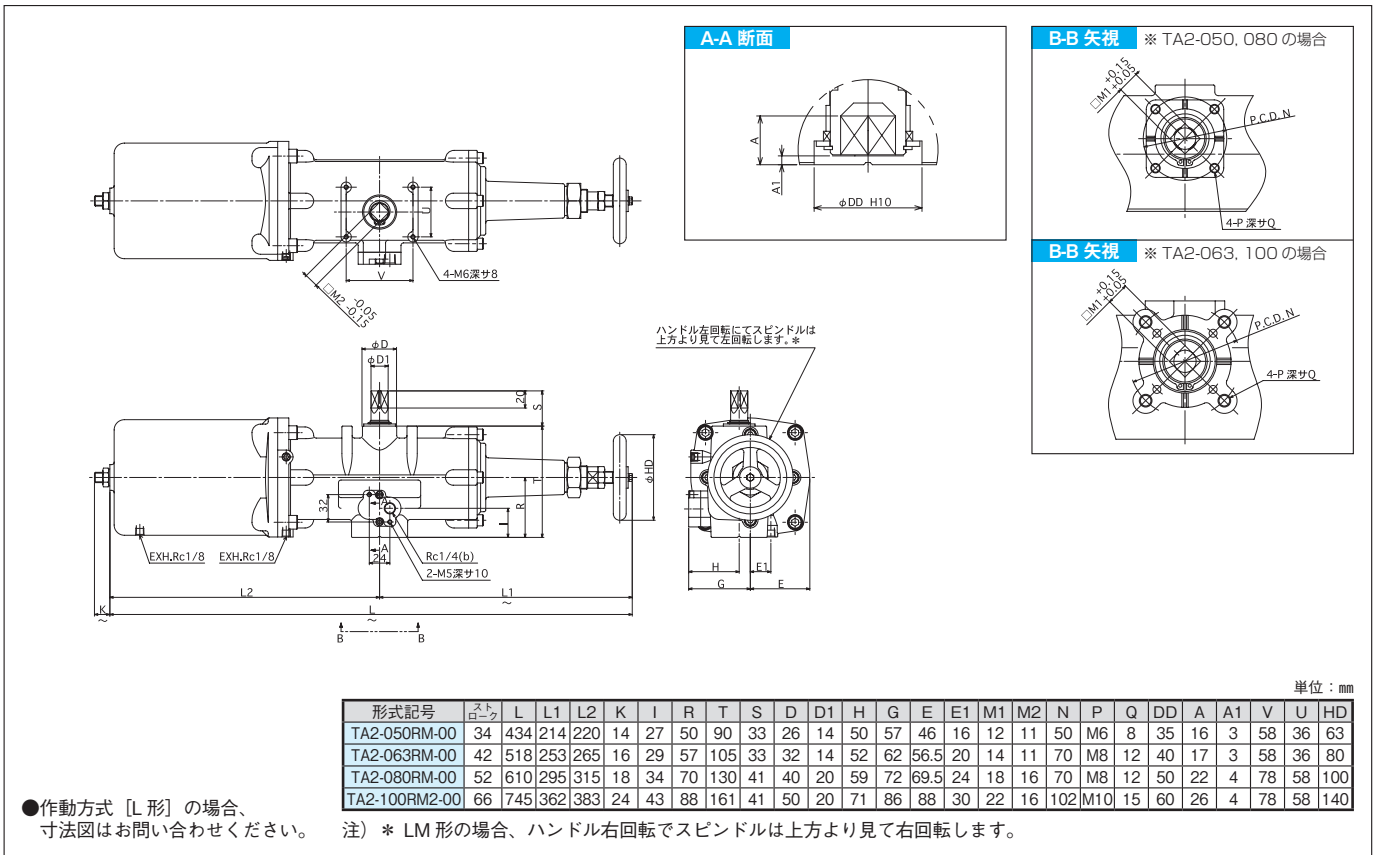 A-A 断面
A
A1
φDD H10
B-B 矢視 ※ TA2-050, 080 の場合
□M1 +0.15 +0.05
P.C.D. N
4-P 深サQ
B-B 矢視 ※ TA2-063, 100 の場合
□M1 +0.15 +0.05
P.C.D. N
4-P 深サQ
U
V
4-M6深サ8
□M2 -0.05 -0.15
φD
φD1
20
S
T
R
I
φHD
32
A
A
24
EXH.Rc1/8
EXH.Rc1/8
Rc1/4(b)
2-M5深サ10
L2
L1
～
K
～
L
～
B
B
ハンドル左回転にてスピンドルは
上方より見て左回転します。＊
H
E1
G
E
単位：㎜
形式記号 ストローク L L1 L2 K I R T S D D1 H G E E1 M1 M2 N P Q DD A A1 V U HD
TA2-050RM-00 34 434 214 220 14 27 50 90 33 26 14 50 57 46 16 12 11 50 M6 8 35 16 3 58 36 63
TA2-063RM-00 42 518 253 265 16 29 57 105 33 32 14 52 62 56.5 20 14 11 70 M8 12 40 17 3 58 36 80
TA2-080RM-00 52 610 295 315 18 34 70 130 41 40 20 59 72 69.5 24 18 16 70 M8 12 50 22 4 78 58 100
TA2-100RM2-00 66 745 362 383 24 43 88 161 41 50 20 71 86 88 30 22 16 102 M10 15 60 26 4 78 58 140
●作動方式［L 形］の場合、
寸法図はお問い合わせください。
注）＊ LM 形の場合、ハンドル右回転でスピンドルは上方より見て右回転します。